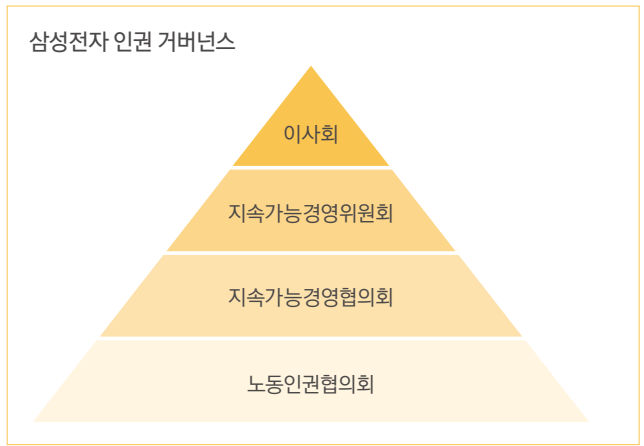 삼성전자 인권 거버넌스
이사회
지속가능경영위원회
지속가능경영협의회
노동인권협의회